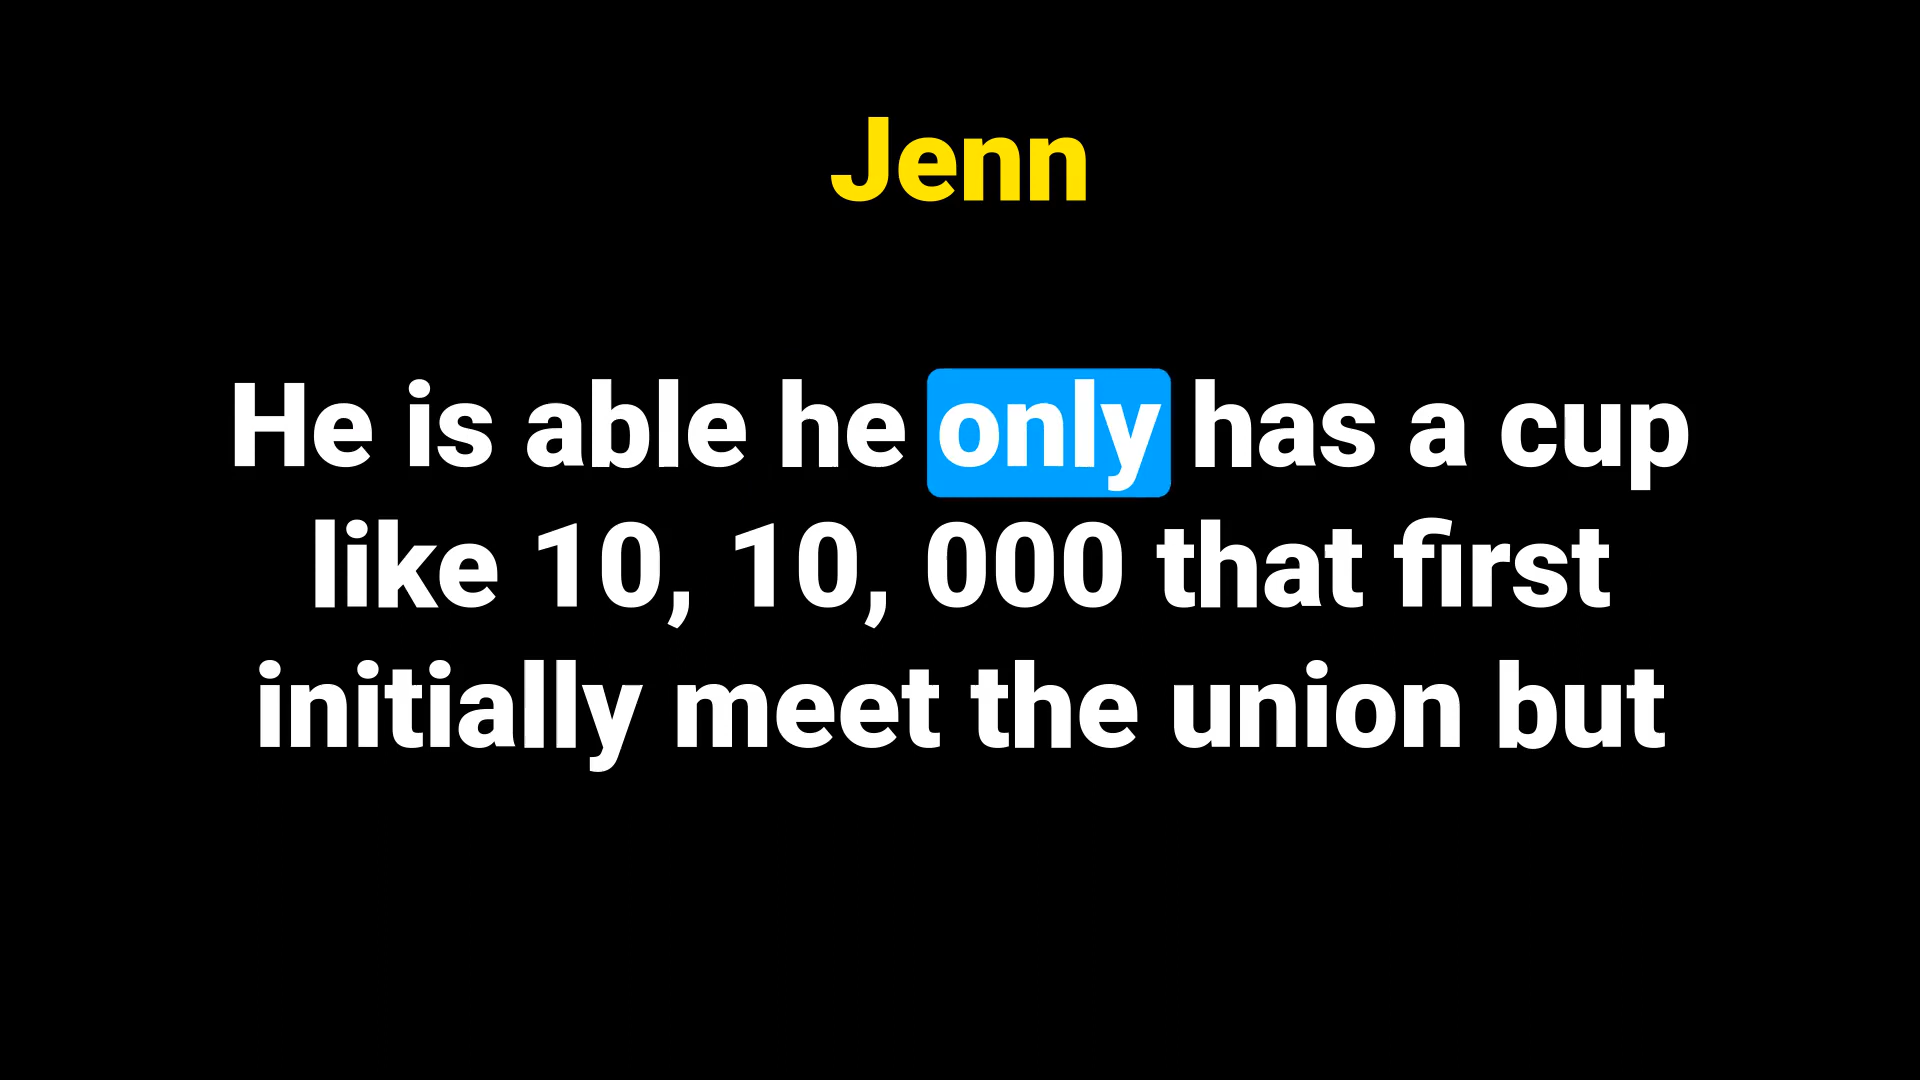 Jenn
He is able he only has a cup
like 10, 10, 000 that first
initially meet the union but